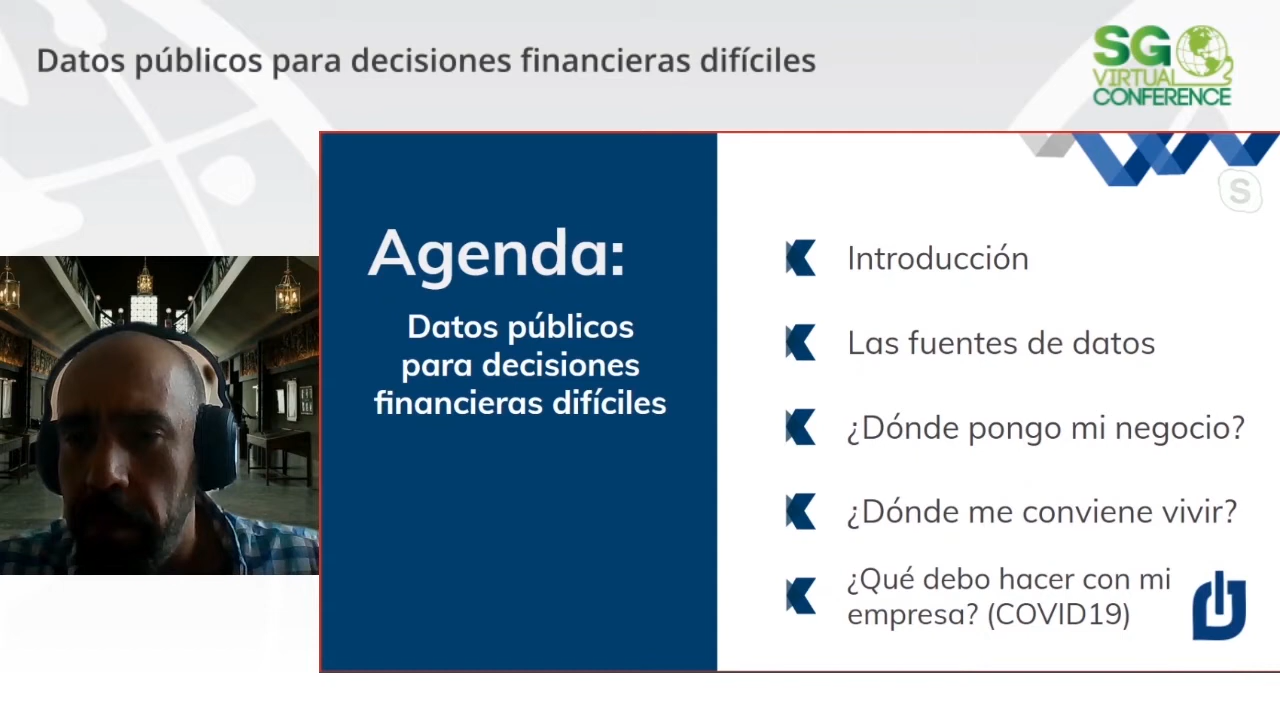 Datos públicos para decisiones financieras difíciles
SG
VIRTUAL
CONFERENCE
Agenda:
Datos públicos
para decisiones
financieras difíciles
S
Introducción
Las fuentes de datos
¿Dónde pongo mi negocio?
¿Dónde me conviene vivir?
¿Qué debo hacer con mi
empresa? (COVID19)